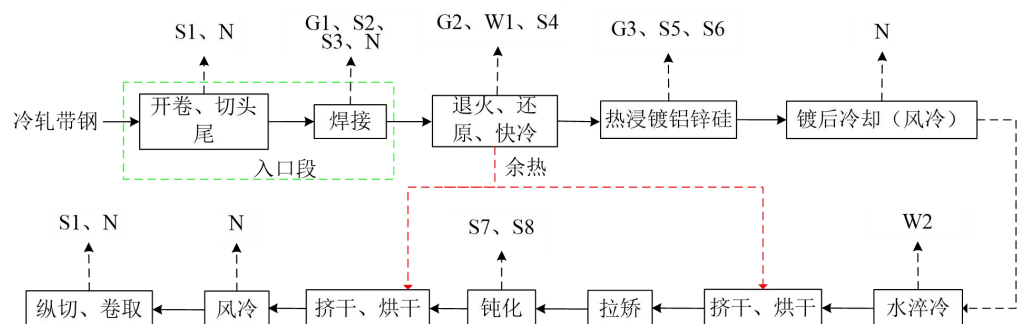 S1、N
G1、S2、
S3、N
G2、W1、S4
G3、S5、S6
N
冷轧带钢
开卷、切头
尾
焊接
退火、还
原、快冷
热浸镀铝锌硅
镀后冷却（风冷）
入口段
余热
S1、N
N
S7、S8
W2
纵切、卷取
风冷
挤干、烘干
钝化
拉矫
挤干、烘干
水淬冷